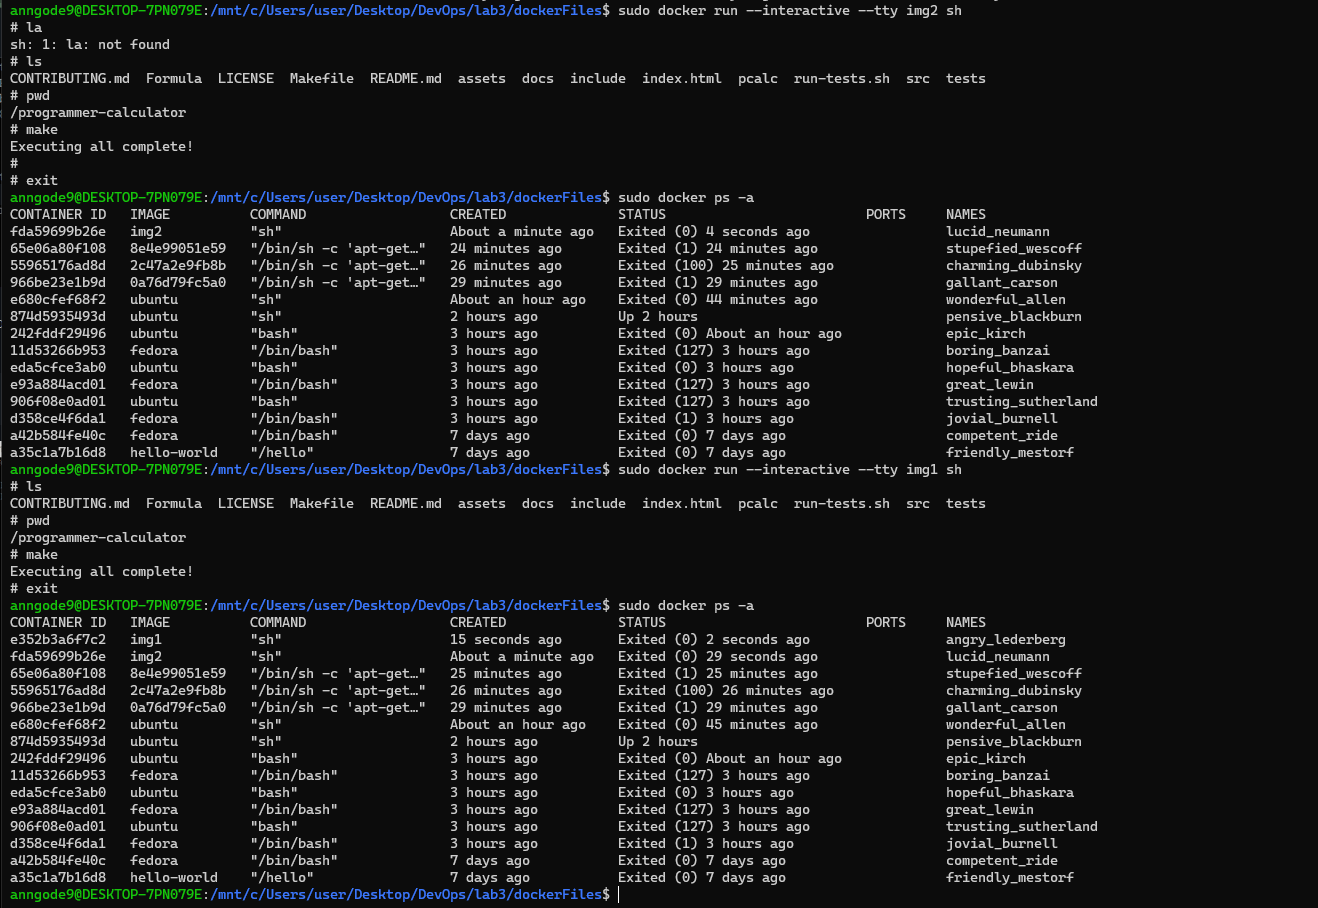 anngode9@DESKTOP-7PN079E:/mnt/c/Users/user/Desktop/DevOps/lab3/dockerFiles$ sudo docker run --interactive --tty img2 sh
# la
sh: 1: la: not found
# ls
CONTRIBUTING.md  Formula  LICENSE  Makefile  README.md  assets  docs  include  index.html  pcalc  run-tests.sh  src  tests
# pwd
/programmer-calculator
# make
Executing all complete!
#
# exit
anngode9@DESKTOP-7PN079E:/mnt/c/Users/user/Desktop/DevOps/lab3/dockerFiles$ sudo docker ps -a
CONTAINER ID   IMAGE          COMMAND                  CREATED              STATUS                         PORTS     NAMES
fda59699b26e   img2           "sh"                     About a minute ago   Exited (0) 4 seconds ago                 lucid_neumann
65e06a80f108   8e4e99051e59   "/bin/sh -c 'apt-get…"   24 minutes ago       Exited (1) 24 minutes ago                stupefied_wescoff
55965176ad8d   2c47a2e9fb8b   "/bin/sh -c 'apt-get…"   26 minutes ago       Exited (100) 25 minutes ago              charming_dubinsky
966be23e1b9d   0a76d79fc5a0   "/bin/sh -c 'apt-get…"   29 minutes ago       Exited (1) 29 minutes ago                gallant_carson
e680cfef68f2   ubuntu         "sh"                     About an hour ago    Exited (0) 44 minutes ago                wonderful_allen
874d5935493d   ubuntu         "sh"                     2 hours ago          Up 2 hours                               pensive_blackburn
242fddf29496   ubuntu         "bash"                   3 hours ago          Exited (0) About an hour ago             epic_kirch
11d53266b953   fedora         "/bin/bash"              3 hours ago          Exited (127) 3 hours ago                 boring_banzai
eda5cfce3ab0   ubuntu         "bash"                   3 hours ago          Exited (0) 3 hours ago                   hopeful_bhaskara
e93a884acd01   fedora         "/bin/bash"              3 hours ago          Exited (127) 3 hours ago                 great_lewin
906f08e0ad01   ubuntu         "bash"                   3 hours ago          Exited (127) 3 hours ago                 trusting_sutherland
d358ce4f6da1   fedora         "/bin/bash"              3 hours ago          Exited (1) 3 hours ago                   jovial_burnell
a42b584fe40c   fedora         "/bin/bash"              7 days ago           Exited (0) 7 days ago                    competent_ride
a35c1a7b16d8   hello-world    "/hello"                 7 days ago           Exited (0) 7 days ago                    friendly_mestorf
anngode9@DESKTOP-7PN079E:/mnt/c/Users/user/Desktop/DevOps/lab3/dockerFiles$ sudo docker run --interactive --tty img1 sh
# ls
CONTRIBUTING.md  Formula  LICENSE  Makefile  README.md  assets  docs  include  index.html  pcalc  run-tests.sh  src  tests
# pwd
/programmer-calculator
# make
Executing all complete!
# exit
anngode9@DESKTOP-7PN079E:/mnt/c/Users/user/Desktop/DevOps/lab3/dockerFiles$ sudo docker ps -a
CONTAINER ID   IMAGE          COMMAND                  CREATED              STATUS                         PORTS     NAMES
e352b3a6f7c2   img1           "sh"                     15 seconds ago       Exited (0) 2 seconds ago                 angry_lederberg
fda59699b26e   img2           "sh"                     About a minute ago   Exited (0) 29 seconds ago                lucid_neumann
65e06a80f108   8e4e99051e59   "/bin/sh -c 'apt-get…"   25 minutes ago       Exited (1) 25 minutes ago                stupefied_wescoff
55965176ad8d   2c47a2e9fb8b   "/bin/sh -c 'apt-get…"   26 minutes ago       Exited (100) 26 minutes ago              charming_dubinsky
966be23e1b9d   0a76d79fc5a0   "/bin/sh -c 'apt-get…"   29 minutes ago       Exited (1) 29 minutes ago                gallant_carson
e680cfef68f2   ubuntu         "sh"                     About an hour ago    Exited (0) 45 minutes ago                wonderful_allen
874d5935493d   ubuntu         "sh"                     2 hours ago          Up 2 hours                               pensive_blackburn
242fddf29496   ubuntu         "bash"                   3 hours ago          Exited (0) About an hour ago             epic_kirch
11d53266b953   fedora         "/bin/bash"              3 hours ago          Exited (127) 3 hours ago                 boring_banzai
eda5cfce3ab0   ubuntu         "bash"                   3 hours ago          Exited (0) 3 hours ago                   hopeful_bhaskara
e93a884acd01   fedora         "/bin/bash"              3 hours ago          Exited (127) 3 hours ago                 great_lewin
906f08e0ad01   ubuntu         "bash"                   3 hours ago          Exited (127) 3 hours ago                 trusting_sutherland
d358ce4f6da1   fedora         "/bin/bash"              3 hours ago          Exited (1) 3 hours ago                   jovial_burnell
a42b584fe40c   fedora         "/bin/bash"              7 days ago           Exited (0) 7 days ago                    competent_ride
a35c1a7b16d8   hello-world    "/hello"                 7 days ago           Exited (0) 7 days ago                    friendly_mestorf
anngode9@DESKTOP-7PN079E:/mnt/c/Users/user/Desktop/DevOps/lab3/dockerFiles$